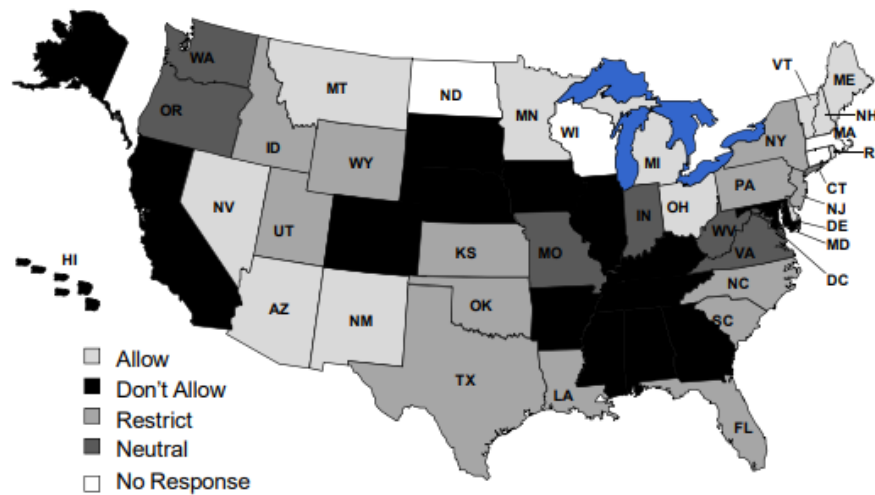 WA
MT
ND
MN
VT
ME
OR
ID
WY
WI
MI
NY
NH
MA
R
NV
UT
PA
CT
NJ
KS
MO
IN
OH
WV
VA
DE
MD
DC
HI
AZ
NM
OK
NC
SC
TX
LA
FL
Allow
Don't Allow
Restrict
Neutral
No Response